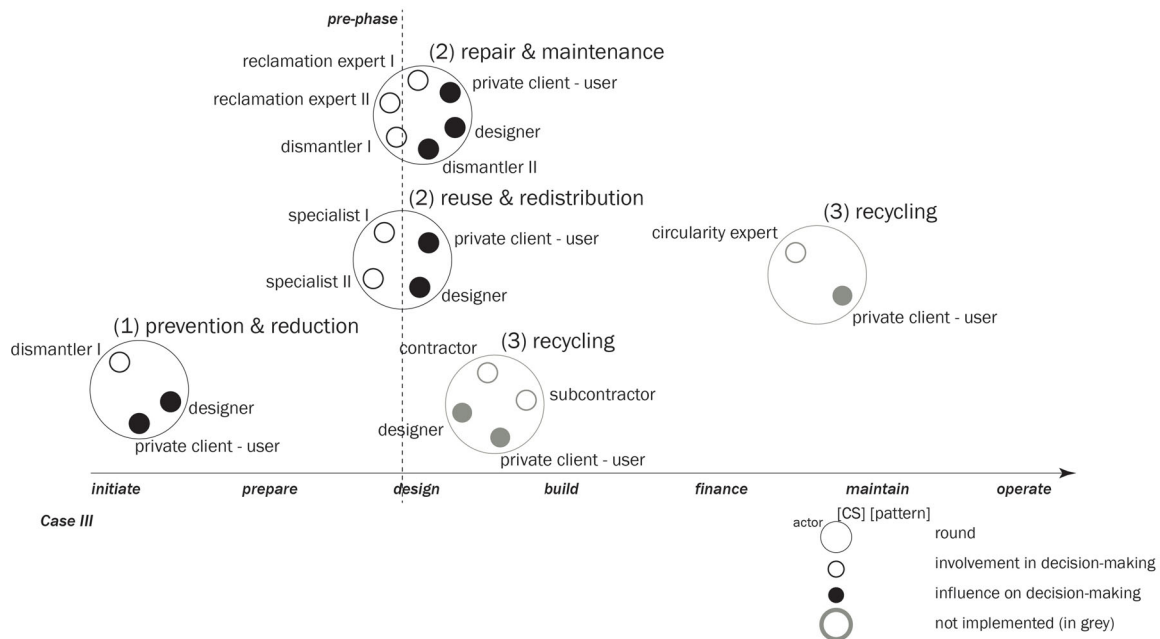 pre-phase
(2) repair & maintenance
reclamation expert I
private client - user
reclamation expert II
designer
dismantler I
dismantler II
(2) reuse & redistribution
specialist I
private client - user
specialist II
designer
(3) recycling
circularity expert
private client - user
(1) prevention & reduction
dismantler I
designer
private client - user
(3) recycling
contractor
subcontractor
designer
private client - user
initiate
prepare
design
build
finance
maintain
operate
Case III
actor [CS] [pattern]
round
involvement in decision-making
influence on decision-making
not implemented (in grey)